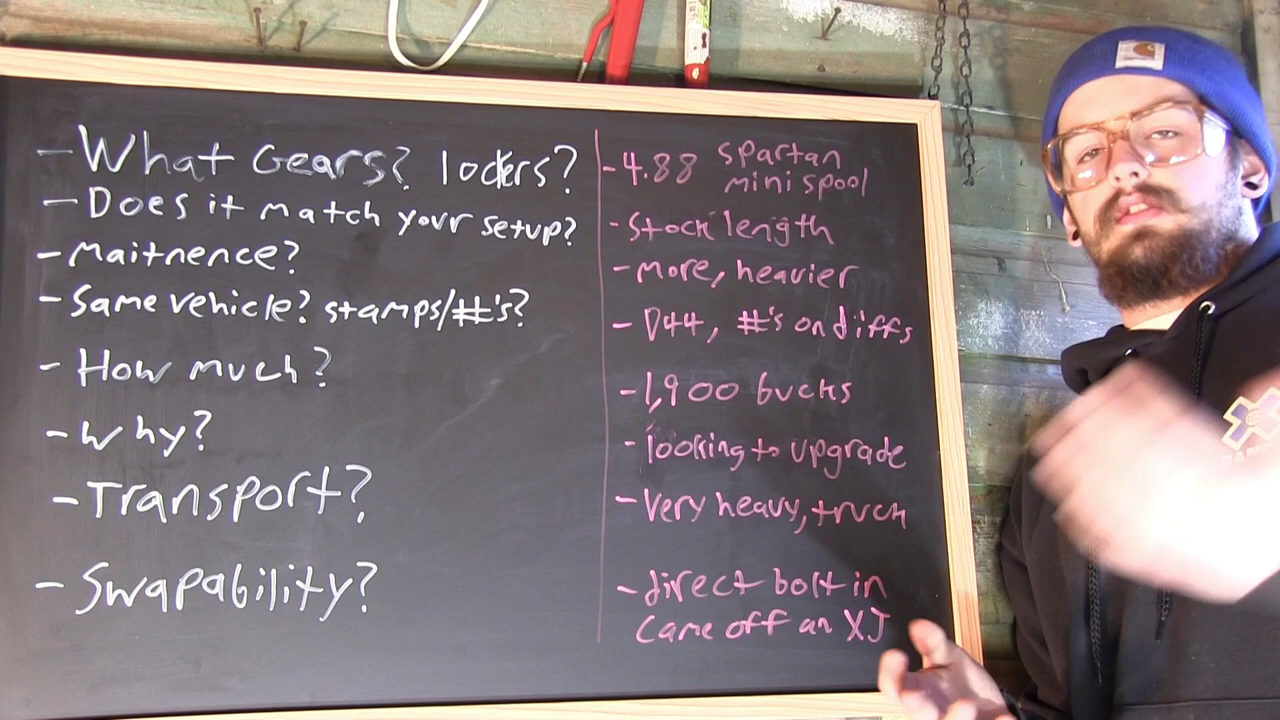 - What Gears? lockers?
- Does it match your setup?
- Maitnence?
- Same vehicle? stamps/#'s?
- How much?
- Why?
- Transport?
- Swapability?
- 4.88 spartan
mini spool
- Stock length
- more, heavier
- D44, #'s on diffs
- 1,900 bucks
- looking to upgrade
- Very heavy, truck
- direct bolt in
Came off an XJ